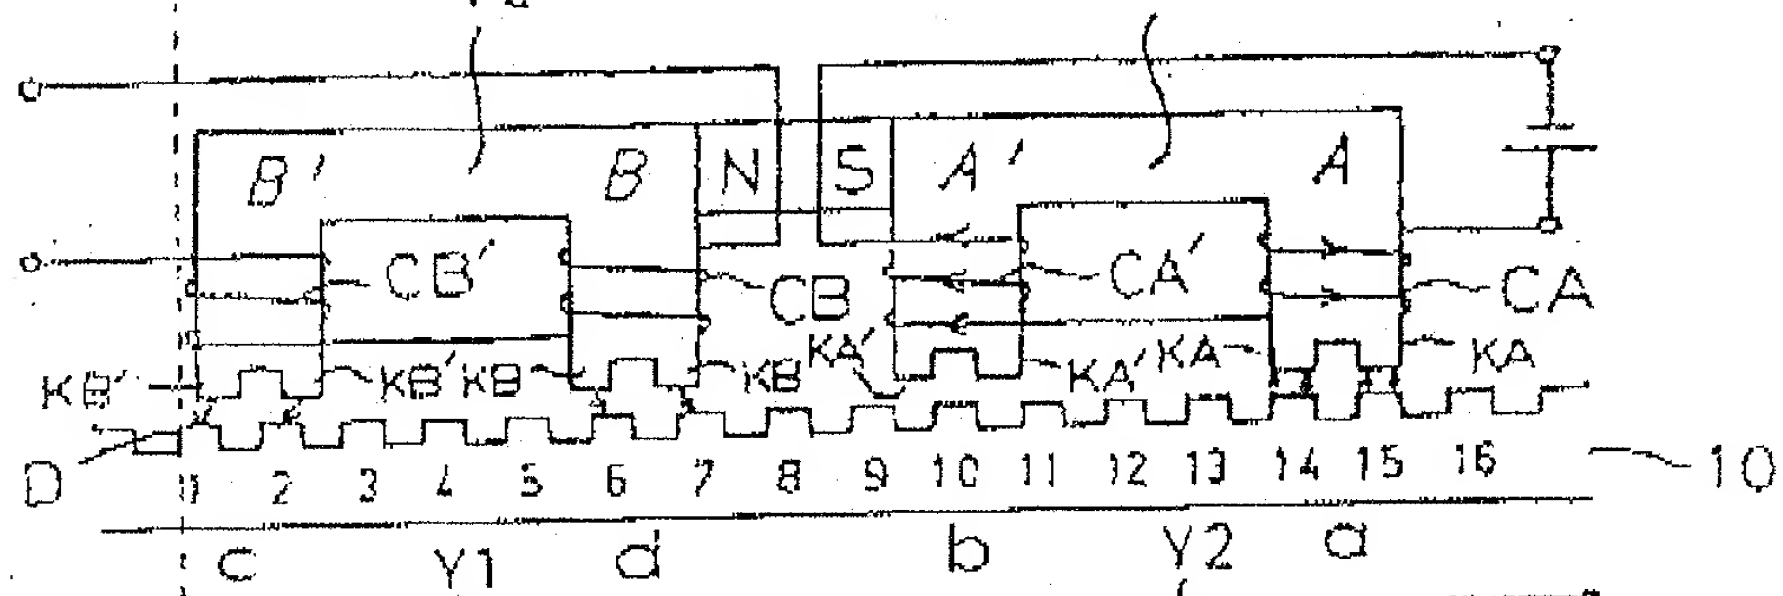 B' B N S A' A
CB' CB CA' CA
KB' KB' KB KB KA' KA' KA KA
D 1 2 3 4 5 6 7 8 9 10 11 12 13 14 15 16 10
c Y1 d b Y2 a